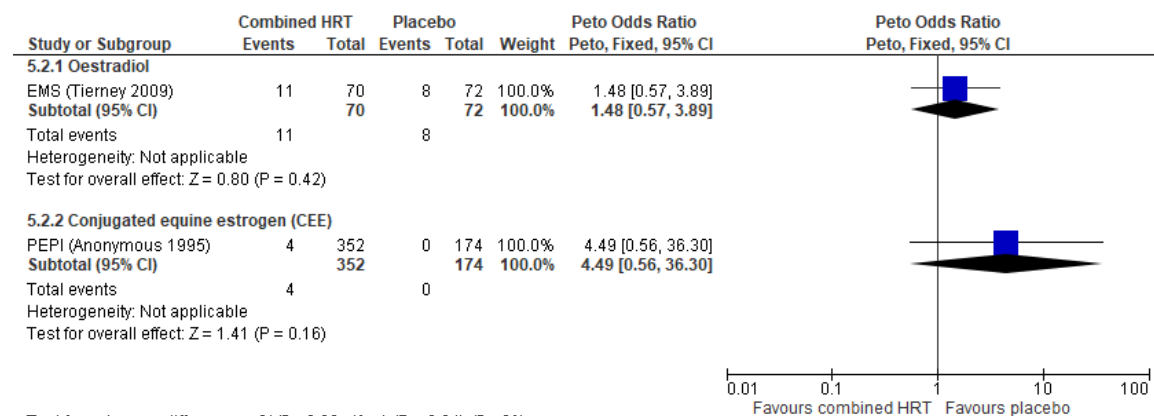 Combined HRT Placebo Peto Odds Ratio Peto Odds Ratio
Study or Subgroup Events Total Events Total Weight Peto, Fixed, 95% CI Peto, Fixed, 95% CI
5.2.1 Oestradiol
EMS (Tierney 2009) 11 70 8 72 100.0% 1.48 [0.57, 3.89]
Subtotal (95% CI) 70 72 100.0% 1.48 [0.57, 3.89]
Total events 11 8
Heterogeneity: Not applicable
Test for overall effect: Z = 0.80 (P = 0.42)
5.2.2 Conjugated equine estrogen (CEE)
PEPI (Anonymous 1995) 4 352 0 174 100.0% 4.49 [0.56, 36.30]
Subtotal (95% CI) 352 174 100.0% 4.49 [0.56, 36.30]
Total events 4 0
Heterogeneity: Not applicable
Test for overall effect: Z = 1.41 (P = 0.16)
0.01 0.1 1 10 100
Favours combined HRT Favours placebo